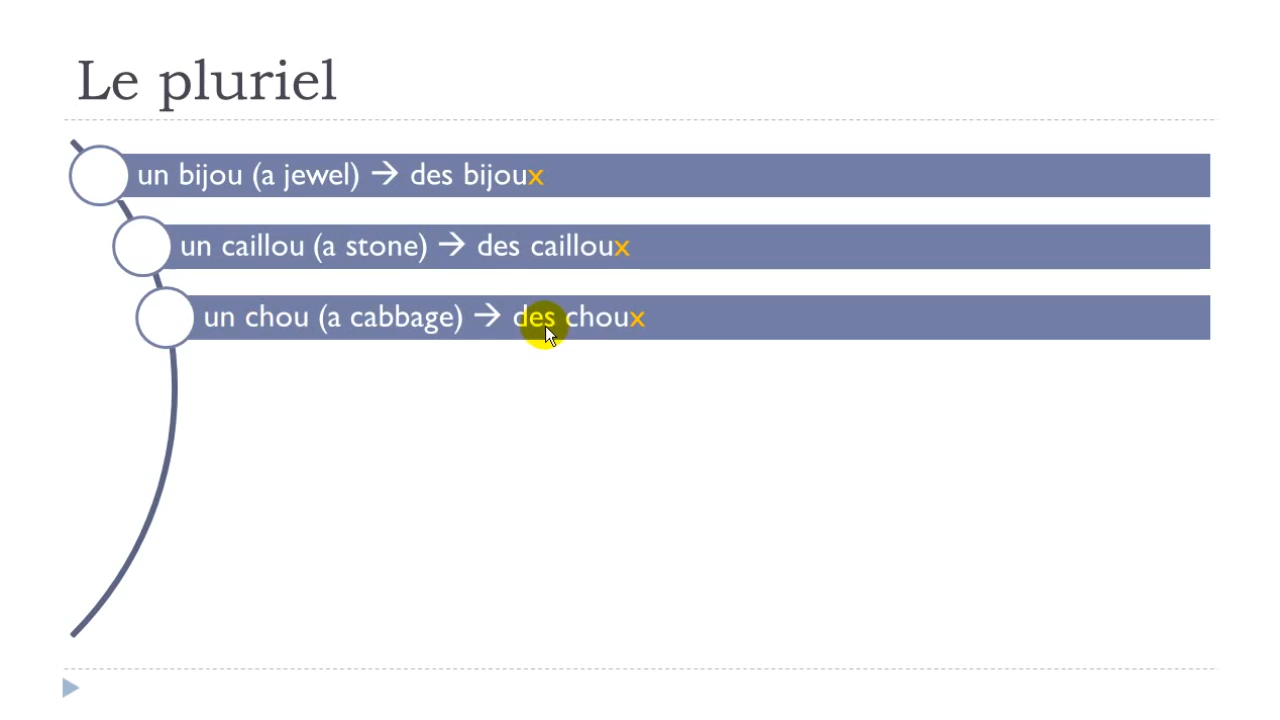 Le pluriel
un bijou (a jewel) → des bijoux
un caillou (a stone) → des cailloux
un chou (a cabbage) → des choux